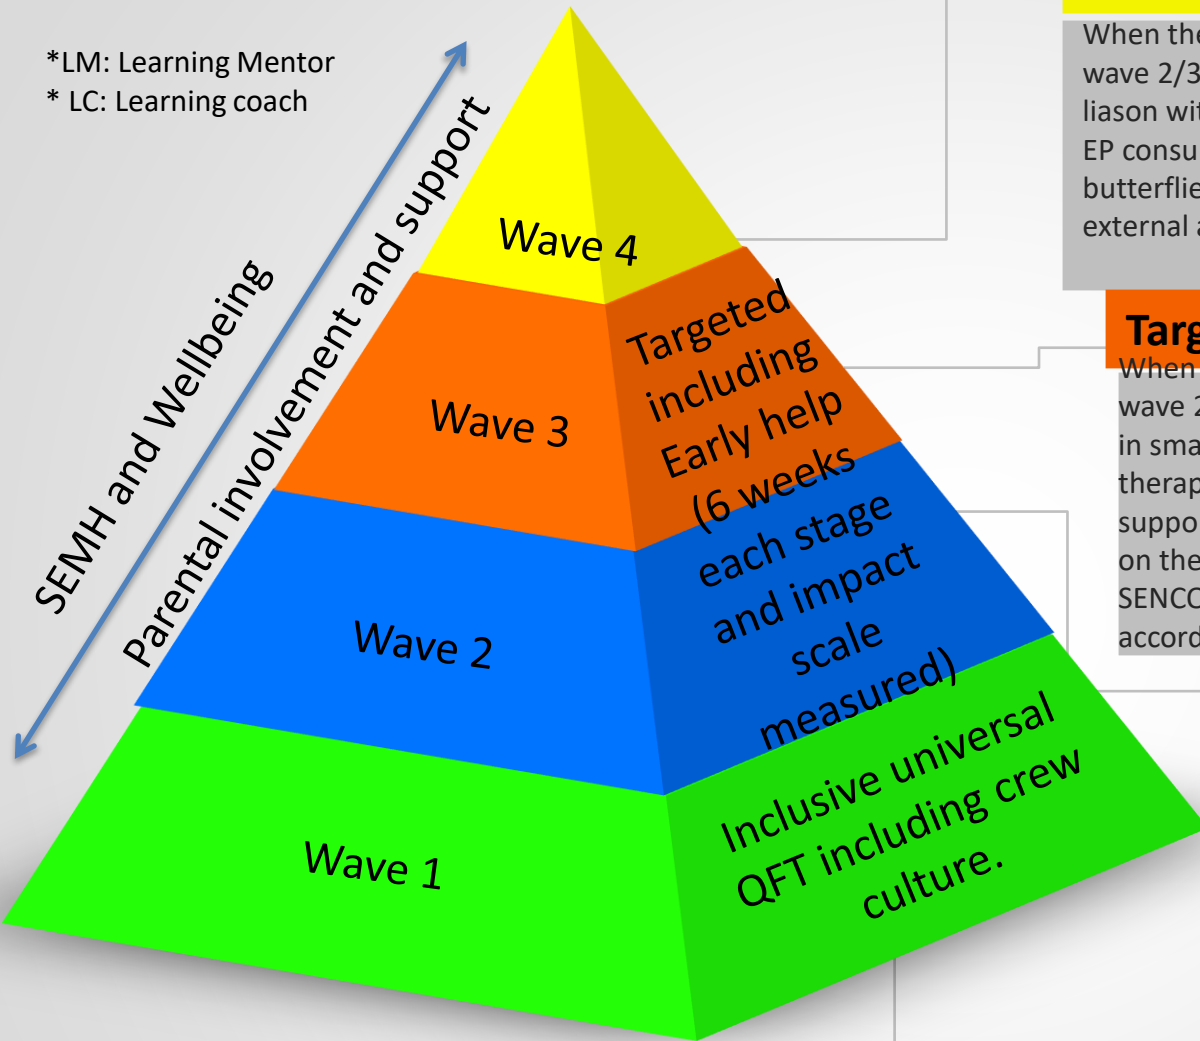 *LM: Learning Mentor
* LC: Learning coach
SEMH and Wellbeing
Parental involvement and support
Wave 4
Wave 3
Wave 2
Wave 1
Targeted
including
Early help
(6 weeks
each stage
and impact
scale
measured)
Inclusive universal
QFT including crew
culture.
When the
wave 2/3
liason wit
EP consu
butterflie
external a
Targ
When
wave 2
in sma
therap
suppo
on the
SENCO
accord